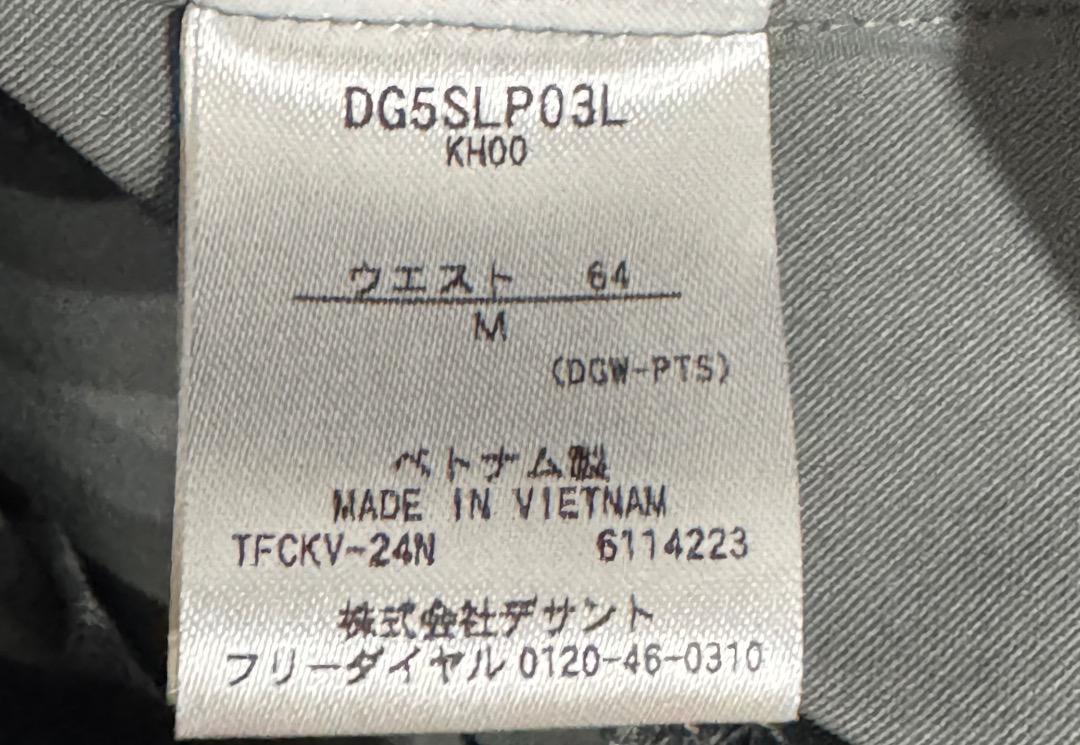 DG5SLP03L
KH00
ウエスト 64
M
(DGW-PTS)
ベトナム製
MADE IN VIETNAM
TFCKV-24N 6114223
株式会社デサント
フリーダイヤル 0120-46-0310